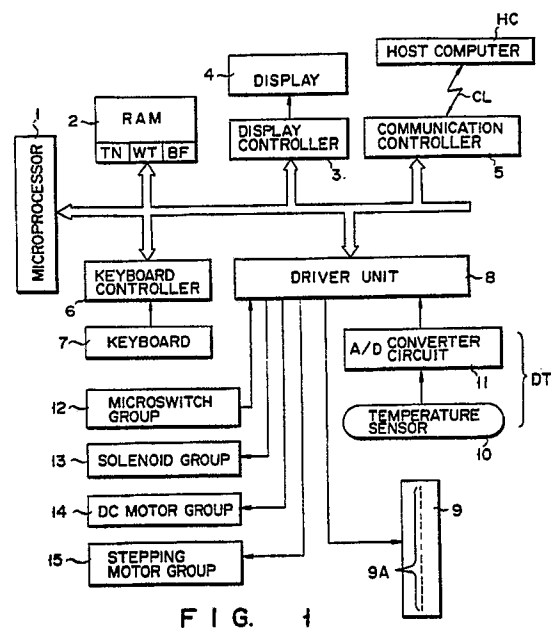 HC
HOST COMPUTER
4
DISPLAY
CL
1
2
RAM
TN WT BF
DISPLAY
CONTROLLER
3.
COMMUNICATION
CONTROLLER
5
MICROPROCESSOR
KEYBOARD
CONTROLLER
6
DRIVER UNIT
8
7
KEYBOARD
A/D CONVERTER
CIRCUIT
11
DT
12
MICROSWITCH
GROUP
TEMPERATURE
SENSOR
10
13
SOLENOID GROUP
14
DC MOTOR GROUP
9
15
STEPPING
MOTOR GROUP
9A
FIG. 1